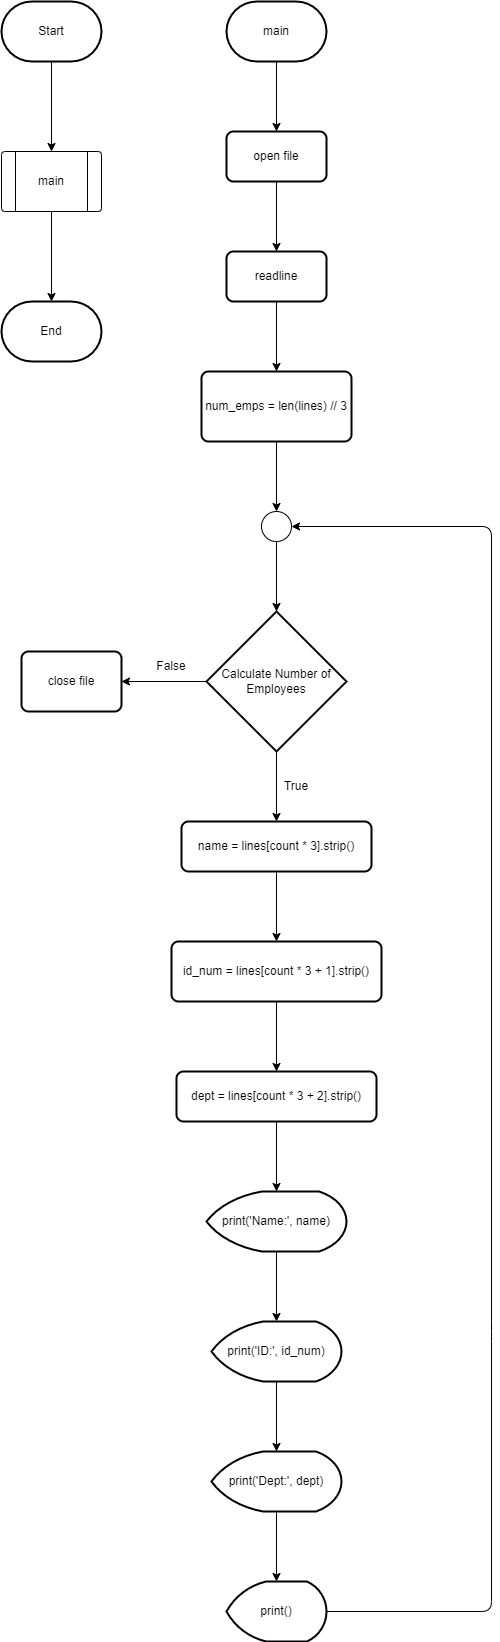 Start
main
End
main
open file
readline
num_emps = len(lines) // 3
Calculate Number of
Employees
False
close file
True
name = lines[count * 3].strip()
id_num = lines[count * 3 + 1].strip()
dept = lines[count * 3 + 2].strip()
print('Name:', name)
print('ID:', id_num)
print('Dept:', dept)
print()